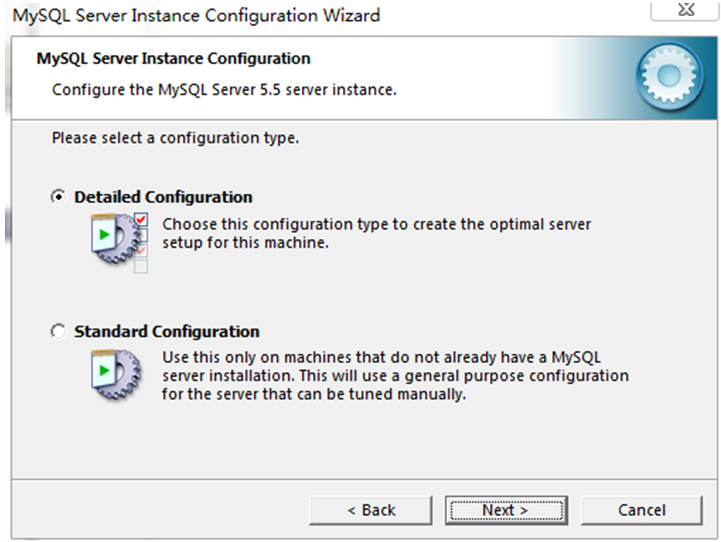 MySQL Server Instance Configuration Wizard
MySQL Server Instance Configuration
Configure the MySQL Server 5.5 server instance.
Please select a configuration type.
Detailed Configuration
Choose this configuration type to create the optimal server
setup for this machine.
Standard Configuration
Use this only on machines that do not already have a MySQL
server installation. This will use a general purpose configuration
for the server that can be tuned manually.
< Back Next > Cancel